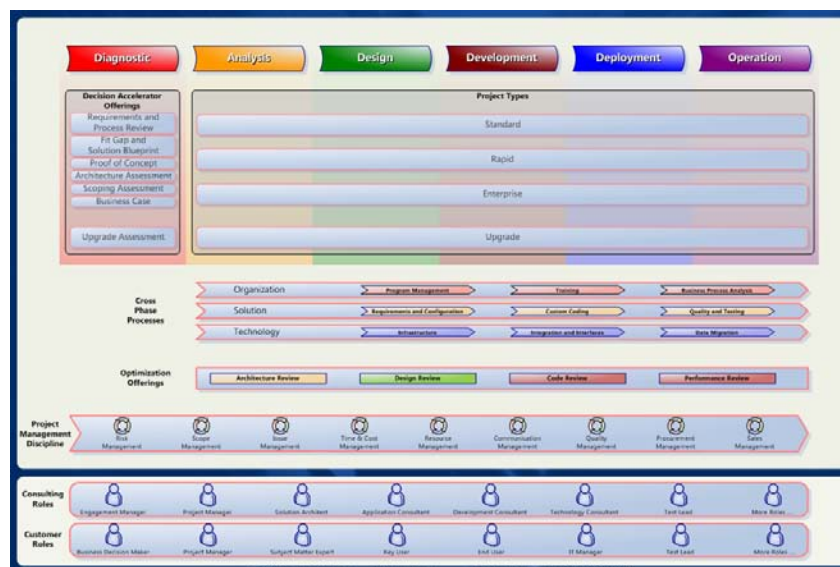 Diagnostic
Analysis
Design
Development
Deployment
Operation
Decision Accelerator
Offerings
Requirements and
Process Review
Fit Gap and
Solution Blueprint
Proof of Concept
Architecture Assessment
Scoping Assessment
Business Case
Upgrade Assessment
Project Types
Standard
Rapid
Enterprise
Upgrade
Cross
Phase
Processes
Organization
Program Management
Training
Business Process Analysis
Solution
Requirements and Configuration
Custom Coding
Quality and Testing
Technology
Infrastructure
Integration and Interfaces
Data Migration
Optimization
Offerings
Architecture Review
Design Review
Code Review
Performance Review
Project
Management
Discipline
Risk
Management
Scope
Management
Issue
Management
Time & Cost
Management
Resource
Management
Communication
Management
Quality
Management
Procurement
Management
Sales
Management
Consulting
Roles
Engagement Manager
Project Manager
Solution Architect
Application Consultant
Development Consultant
Technology Consultant
Test Lead
More Roles ...
Customer
Roles
Business Decision Maker
Project Manager
Subject Matter Expert
Key User
End User
IT Manager
Test Lead
More Roles ...